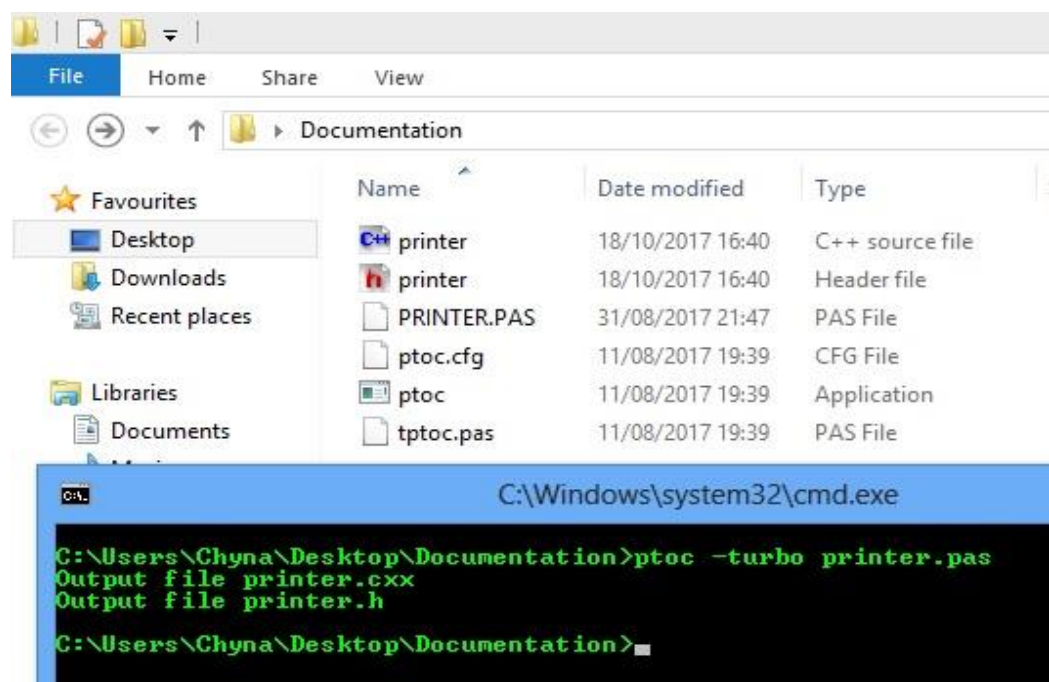 File Home Share View
Documentation
Name Date modified Type
Favourites
Desktop
Downloads
Recent places
Libraries
Documents
C++ printer 18/10/2017 16:40 C++ source file
h printer 18/10/2017 16:40 Header file
PRINTER.PAS 31/08/2017 21:47 PAS File
ptoc.cfg 11/08/2017 19:39 CFG File
ptoc 11/08/2017 19:39 Application
tptoc.pas 11/08/2017 19:39 PAS File
C:\Windows\system32\cmd.exe
C:\Users\Chyna\Desktop\Documentation>ptoc -turbo printer.pas
Output file printer.cxx
Output file printer.h
C:\Users\Chyna\Desktop\Documentation>